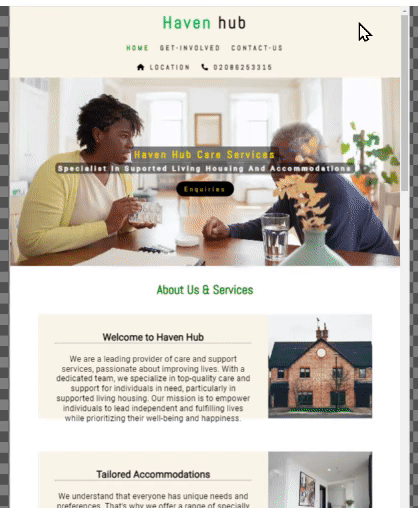 Haven hub
HOME GET-INVOLVED CONTACT-US
LOCATION 02086253315
Haven Hub Care Services
Specialist In Suported Living Housing And Accommodations
Enquiries
About Us & Services
Welcome to Haven Hub
We are a leading provider of care and support
services, passionate about improving lives. With a
dedicated team, we specialize in top-quality care and
support for individuals in need, particularly in
supported living housing. Our mission is to empower
individuals to lead independent and fulfilling lives
while prioritizing their well-being and happiness.
Tailored Accommodations
We understand that everyone has unique needs and
preferences. That's why we offer a range of specially